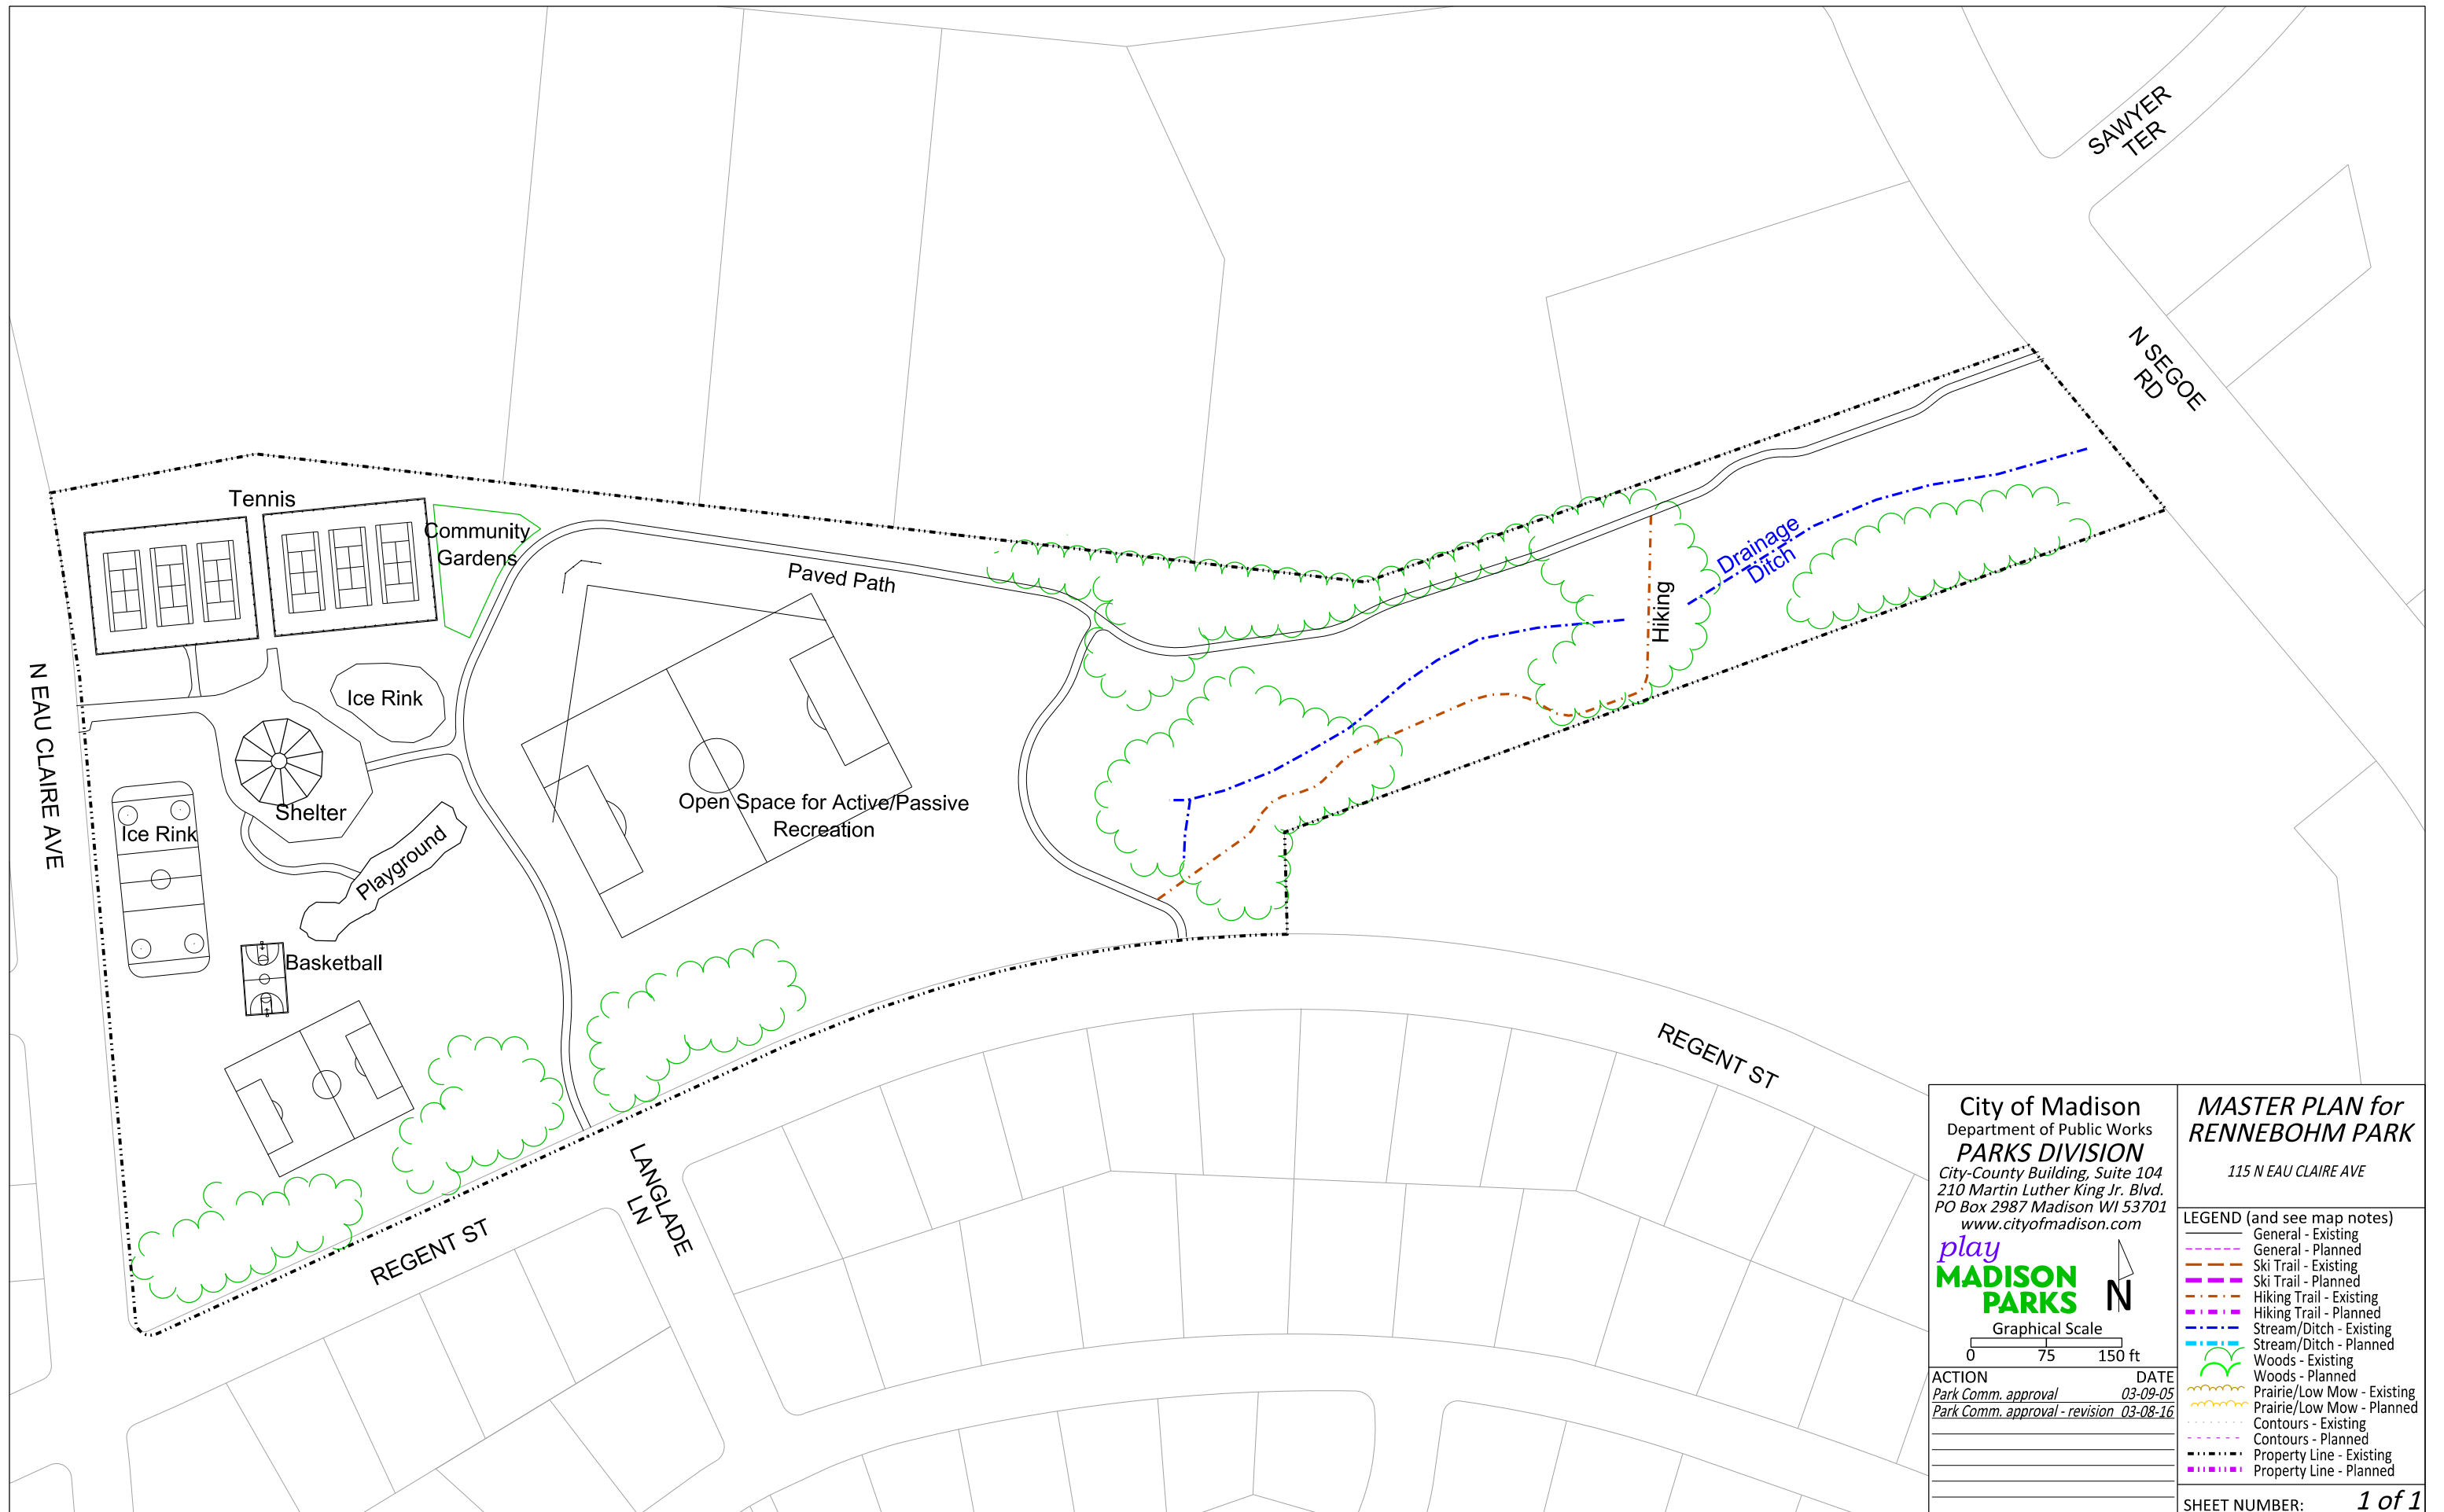 SAWYER
TER
N SEGOE
RD
Tennis
Community
Gardens
Paved Path
Drainage
Ditch
Hiking
N EAU CLAIRE AVE
Ice Rink
Shelter
Ice Rink
Playground
Open Space for Active/Passive
Recreation
Basketball
REGENT ST
LANGLADE
LN
REGENT ST
City of Madison
Department of Public Works
PARKS DIVISION
City-County Building, Suite 104
210 Martin Luther King Jr. Blvd.
PO Box 2987 Madison WI 53701
www.cityofmadison.com
play
MADISON
PARKS
N
Graphical Scale
0 75 150 ft
ACTION DATE
Park Comm. approval 03-09-05
Park Comm. approval - revision 03-08-16
MASTER PLAN for
RENNEBOHM PARK
115 N EAU CLAIRE AVE
LEGEND (and see map notes)
General - Existing
General - Planned
Ski Trail - Existing
Ski Trail - Planned
Hiking Trail - Existing
Hiking Trail - Planned
Stream/Ditch - Existing
Stream/Ditch - Planned
Woods - Existing
Woods - Planned
Prairie/Low Mow - Existing
Prairie/Low Mow - Planned
Contours - Existing
Contours - Planned
Property Line - Existing
Property Line - Planned
SHEET NUMBER: 1 of 1